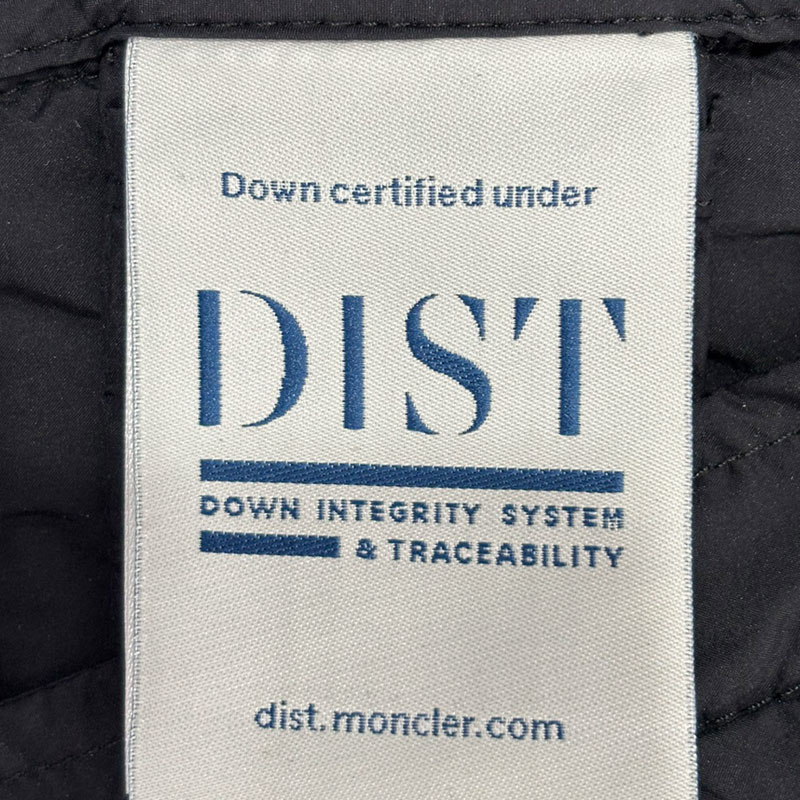 Down certified under
DIST
DOWN INTEGRITY SYSTEM
& TRACEABILITY
dist.moncler.com